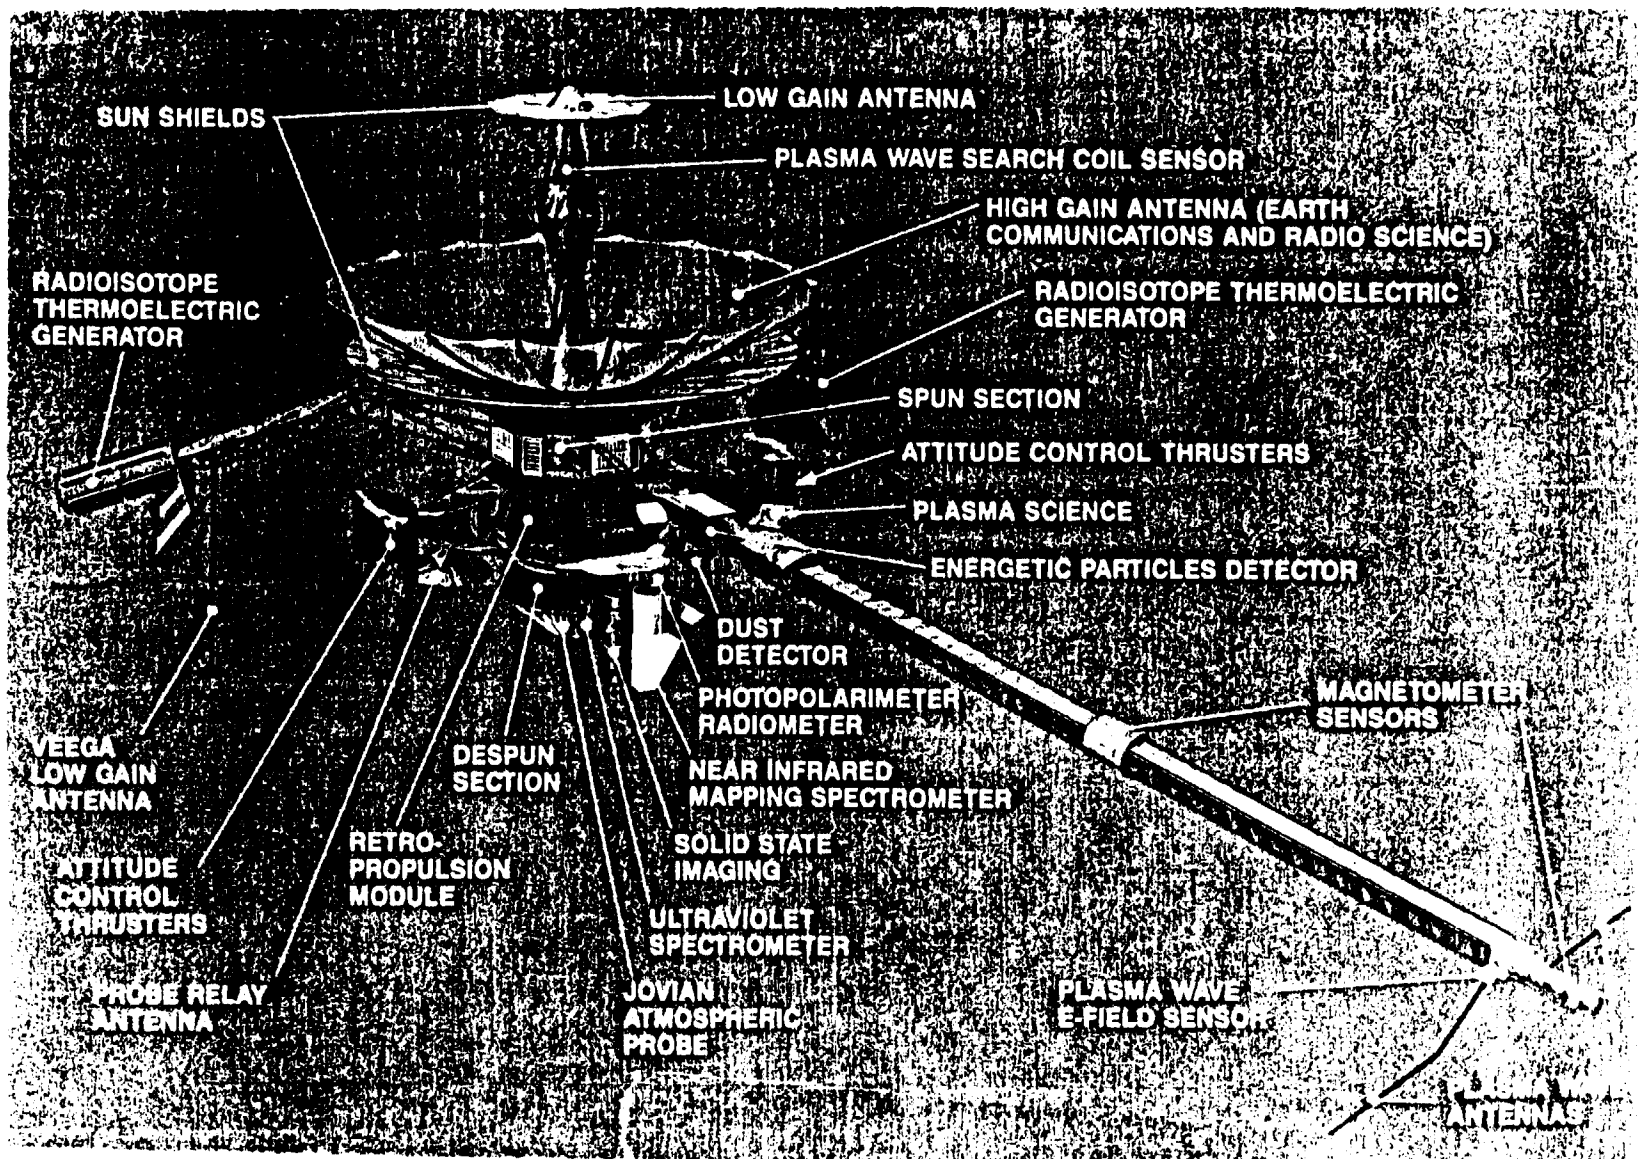 SUN SHIELDS
LOW GAIN ANTENNA
PLASMA WAVE SEARCH COIL SENSOR
HIGH GAIN ANTENNA (EARTH
COMMUNICATIONS AND RADIO SCIENCE)
RADIOISOTOPE
THERMOELECTRIC
GENERATOR
RADIOISOTOPE THERMOELECTRIC
GENERATOR
SPUN SECTION
ATTITUDE CONTROL THRUSTERS
PLASMA SCIENCE
ENERGETIC PARTICLES DETECTOR
DUST
DETECTOR
PHOTOPOLARIMETER
RADIOMETER
MAGNETOMETER
SENSORS
VEEGA
LOW GAIN
ANTENNA
DESPUN
SECTION
NEAR INFRARED
MAPPING SPECTROMETER
RETRO-
PROPULSION
MODULE
SOLID STATE
IMAGING
ATTITUDE
CONTROL
THRUSTERS
ULTRAVIOLET
SPECTROMETER
PROBE RELAY
ANTENNA
JOVIAN
ATMOSPHERIC
PROBE
PLASMA WAVE
E-FIELD SENSOR
ANTENNAS